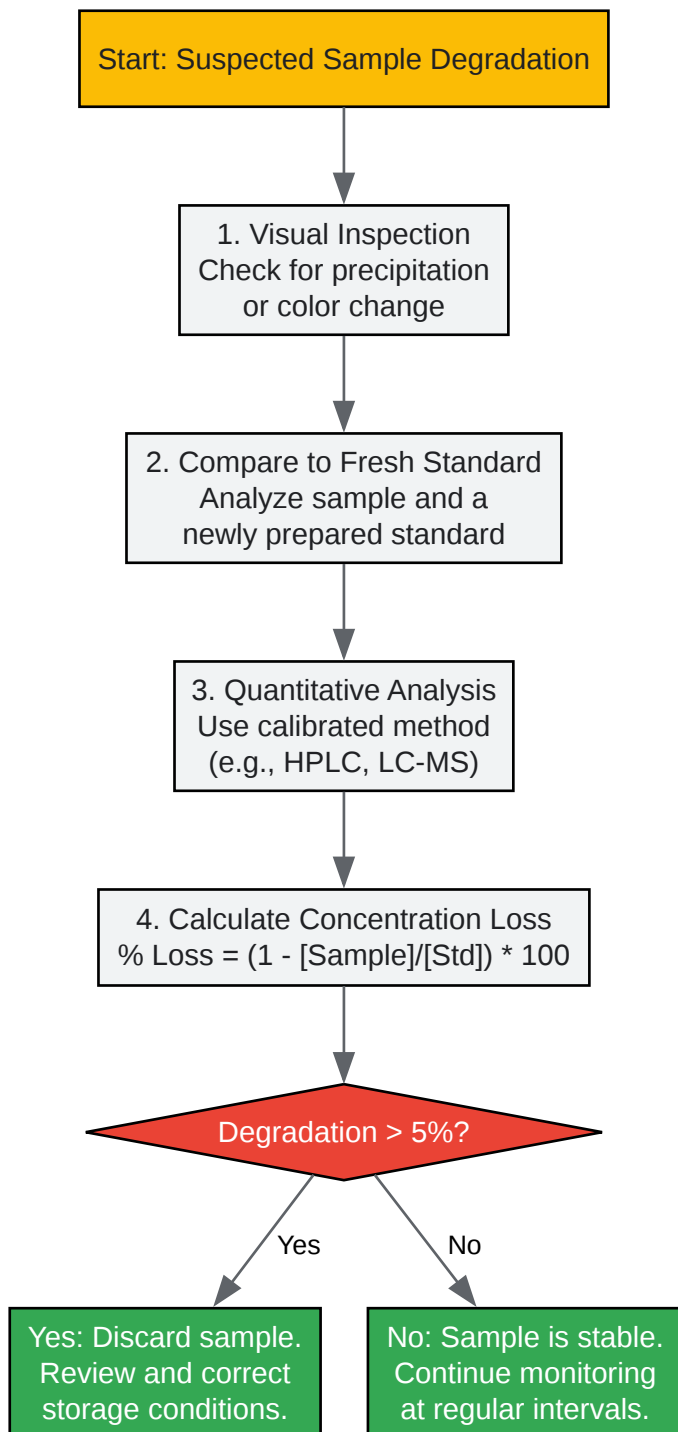 Start: Suspected Sample Degradation
1. Visual Inspection
Check for precipitation
or color change
2. Compare to Fresh Standard
Analyze sample and a
newly prepared standard
3. Quantitative Analysis
Use calibrated method
(e.g., HPLC, LC-MS)
4. Calculate Concentration Loss
% Loss = (1 - [Sample]/[Std]) * 100
Degradation > 5%?
Yes
No
Yes: Discard sample.
Review and correct
storage conditions.
No: Sample is stable.
Continue monitoring
at regular intervals.